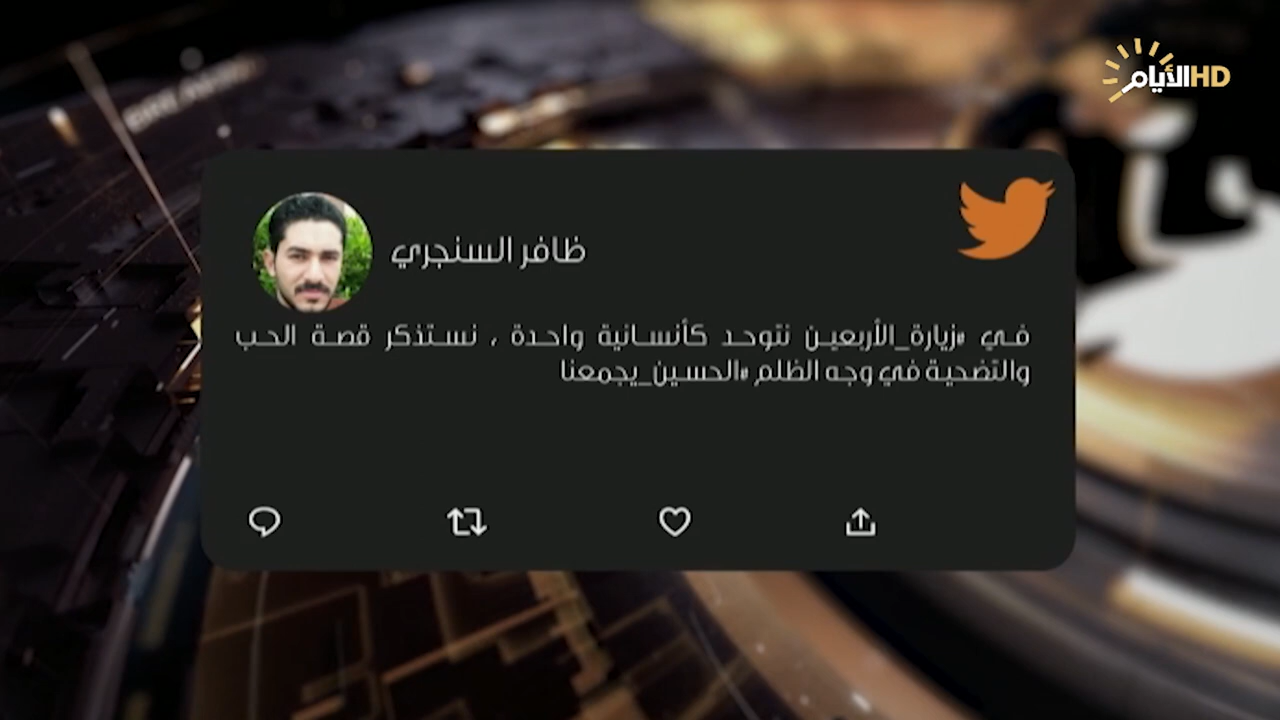 الأيام HD
ظافر السنجري
في #زيارة_الأربعين نتوحد كأنسانية واحدة ، نستذكر قصة الحب
والتضحية في وجه الظلم #الحسين_يجمعنا